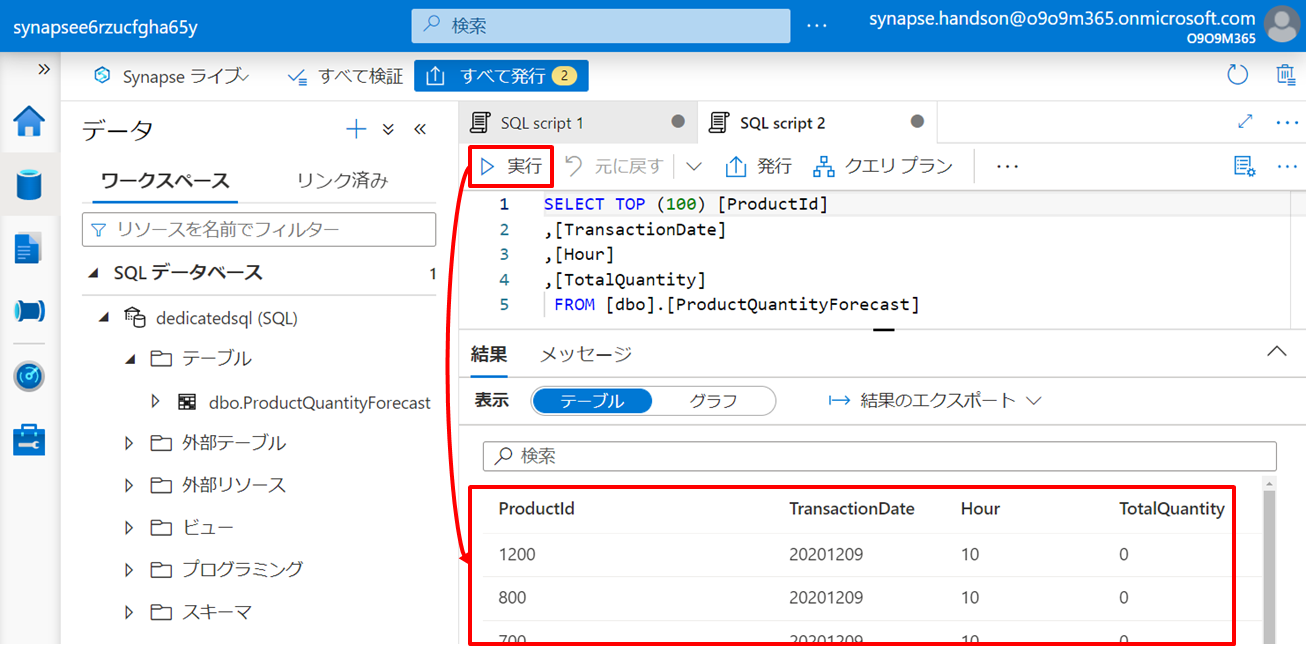 synapsee6rzucfgha65y
検索
synapse.handson@o9o9m365.onmicrosoft.com
O9O9M365
Synapse ライブ
すべて検証
すべて発行 2
データ
ワークスペース
リンク済み
リソースを名前でフィルター
SQL データベース 1
dedicatedsql (SQL)
テーブル
dbo.ProductQuantityForecast
外部テーブル
外部リソース
ビュー
プログラミング
スキーマ
SQL script 1
SQL script 2
実行
元に戻す
発行
クエリ プラン
1 SELECT TOP (100) [ProductId]
2 ,[TransactionDate]
3 ,[Hour]
4 ,[TotalQuantity]
5 FROM [dbo].[ProductQuantityForecast]
結果
メッセージ
表示
テーブル
グラフ
結果のエクスポート
検索
ProductId TransactionDate Hour TotalQuantity
1200 20201209 10 0
800 20201209 10 0
700 20201209 10 0